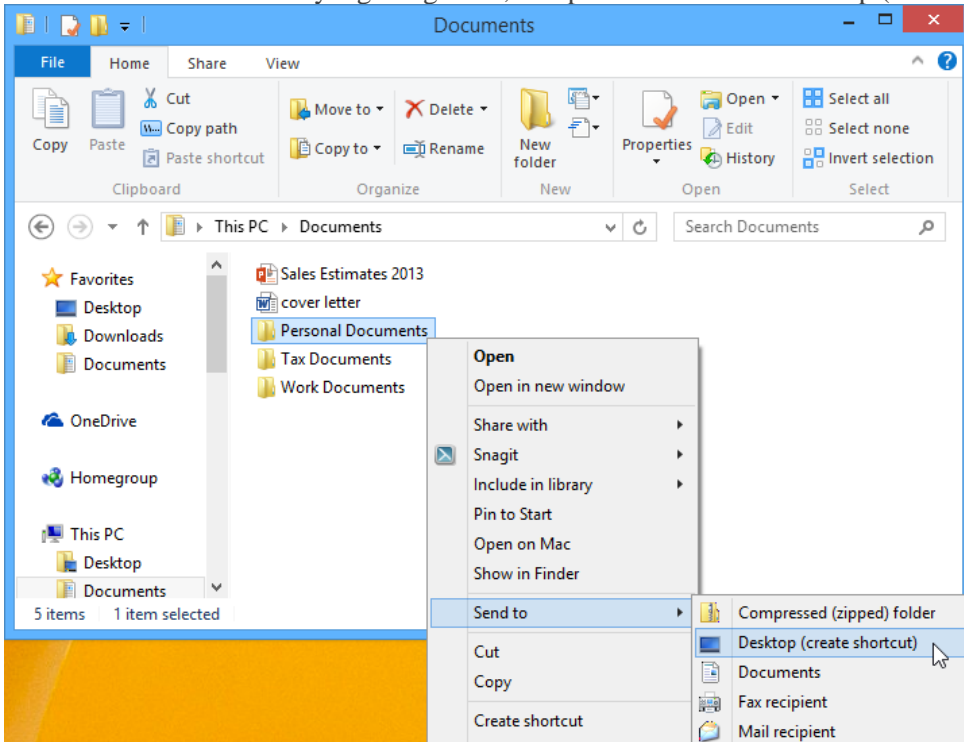 Documents
File Home Share View
Copy
Paste
Cut
Copy path
Paste shortcut
Clipboard
Move to
Copy to
Delete
Rename
Organize
New folder
New
Properties
Open
Edit
History
Open
Select all
Select none
Invert selection
Select
This PC Documents
Search Documents
Favorites
Desktop
Downloads
Documents
OneDrive
Homegroup
This PC
Desktop
Documents
Sales Estimates 2013
cover letter
Personal Documents
Tax Documents
Work Documents
5 items 1 item selected
Open
Open in new window
Share with
Snagit
Include in library
Pin to Start
Open on Mac
Show in Finder
Send to
Cut
Copy
Create shortcut
Compressed (zipped) folder
Desktop (create shortcut)
Documents
Fax recipient
Mail recipient